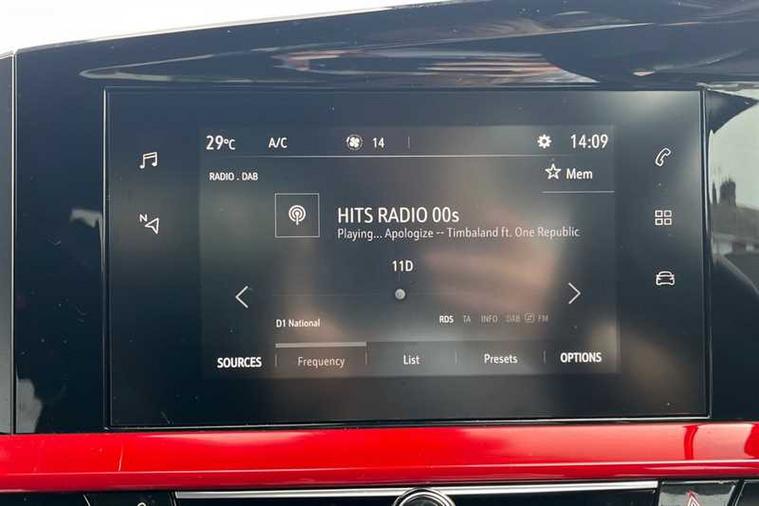 29°C A/C 14 14:09
RADIO . DAB
Mem
N
HITS RADIO 00s
Playing... Apologize -- Timbaland ft. One Republic
11D
D1 National RDS TA INFO DAB FM
SOURCES Frequency List Presets OPTIONS